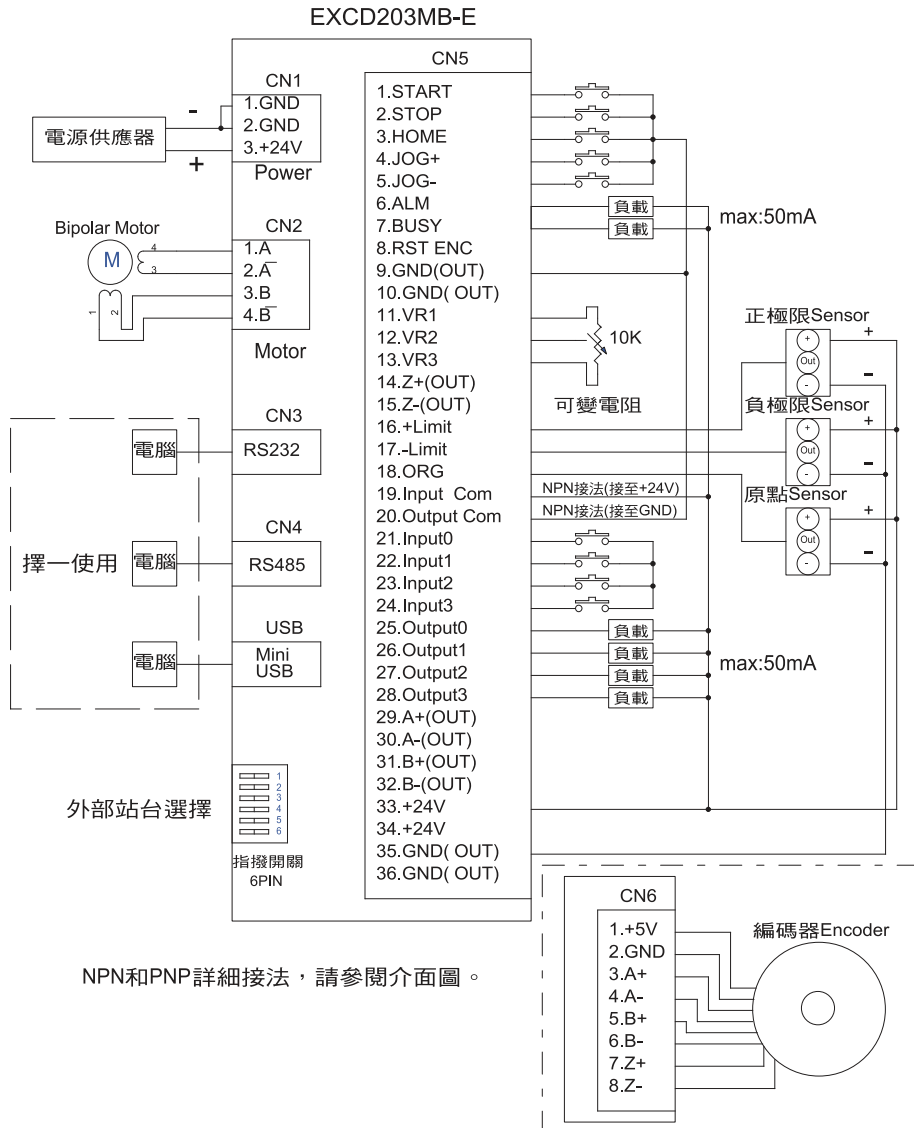 EXCD203MB-E
CN1
1.GND
2.GND
3.+24V
Power
電源供應器
-
+
Bipolar Motor
M
4
3
1
2
CN2
1.A
2.A̅
3.B
4.B̅
Motor
CN3
RS232
電腦
CN4
RS485
電腦
擇一使用
USB
Mini
USB
電腦
外部站台選擇
1
2
3
4
5
6
指撥開關
6PIN
CN5
1.START
2.STOP
3.HOME
4.JOG+
5.JOG-
6.ALM
7.BUSY
8.RST ENC
9.GND(OUT)
10.GND( OUT)
11.VR1
12.VR2
13.VR3
14.Z+(OUT)
15.Z-(OUT)
16.+Limit
17.-Limit
18.ORG
19.Input Com
20.Output Com
21.Input0
22.Input1
23.Input2
24.Input3
25.Output0
26.Output1
27.Output2
28.Output3
29.A+(OUT)
30.A-(OUT)
31.B+(OUT)
32.B-(OUT)
33.+24V
34.+24V
35.GND( OUT)
36.GND( OUT)
負載
負載
max:50mA
10K
可變電阻
NPN接法(接至+24V)
NPN接法(接至GND)
負載
負載
負載
負載
max:50mA
正極限Sensor
+
Out
-
+
-
負極限Sensor
+
Out
-
+
-
原點Sensor
+
Out
-
+
-
CN6
1.+5V
2.GND
3.A+
4.A-
5.B+
6.B-
7.Z+
8.Z-
編碼器Encoder
NPN和PNP詳細接法，請參閱介面圖。